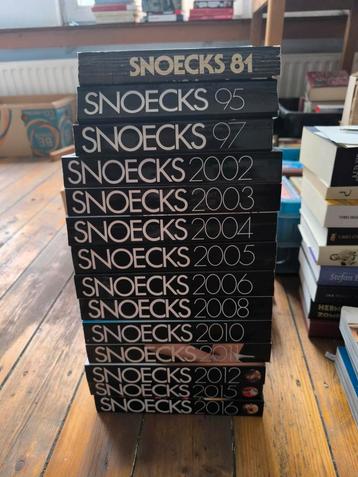 SNOECKS 81
SNOECKS 95
SNOECKS 97
SNOECKS 2002
SNOECKS 2003
SNOECKS 2004
SNOECKS 2005
SNOECKS 2006
SNOECKS 2008
SNOECKS 2010
SNOECKS 2011
SNOECKS 2012
SNOECKS 2015
SNOECKS 2016